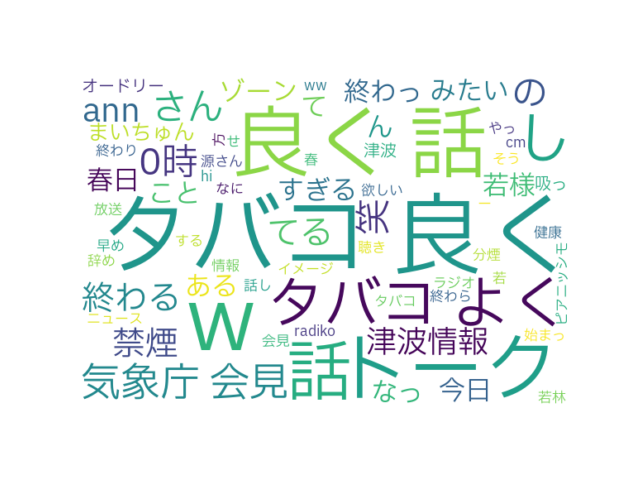 オードリー
ゾーン
ww
終わっ
みたい
の
ann
さん
良く
話
て
し
まいちゅん
ん
やっ
cm
終わり
0時
源さん
方
せ
津波
そう
春日
hi
なに
春
すぎる
欲しい
若様
吸っ
こと
笑
タバコ
良く
放送
てる
ー
健康
早め
する
聴き
分煙
ピアニッシモ
辞め
情報
イメージ
ある
終わる
話し
タバコ
よく
ラジオ
若
タバコ
終わら
ニュース
w
禁煙
会見
radiko
津波情報
始まっ
気象庁
会見
話
トーク
なっ
今日
若林